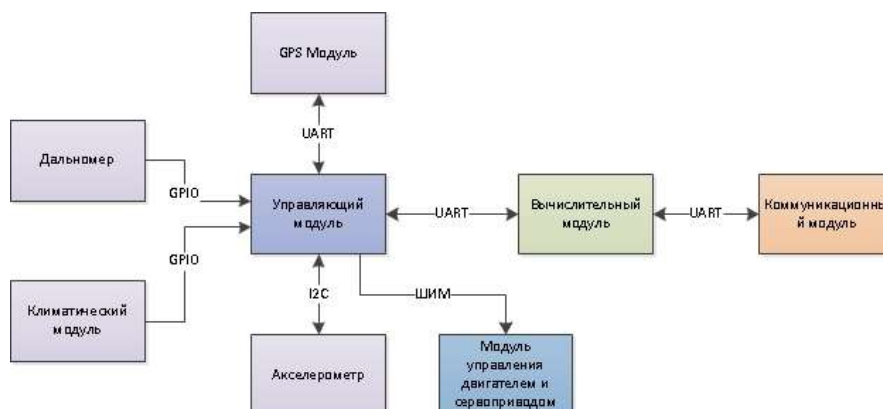 GPS Модуль
UART
Дальномер
GPIO
Управляющий
модуль
UART
Вычислительный
модуль
UART
Коммуникационны
й модуль
GPIO
Климатический
модуль
I2C
ШИМ
Акселерометр
Модуль
управления
двигателем и
сервоприводом